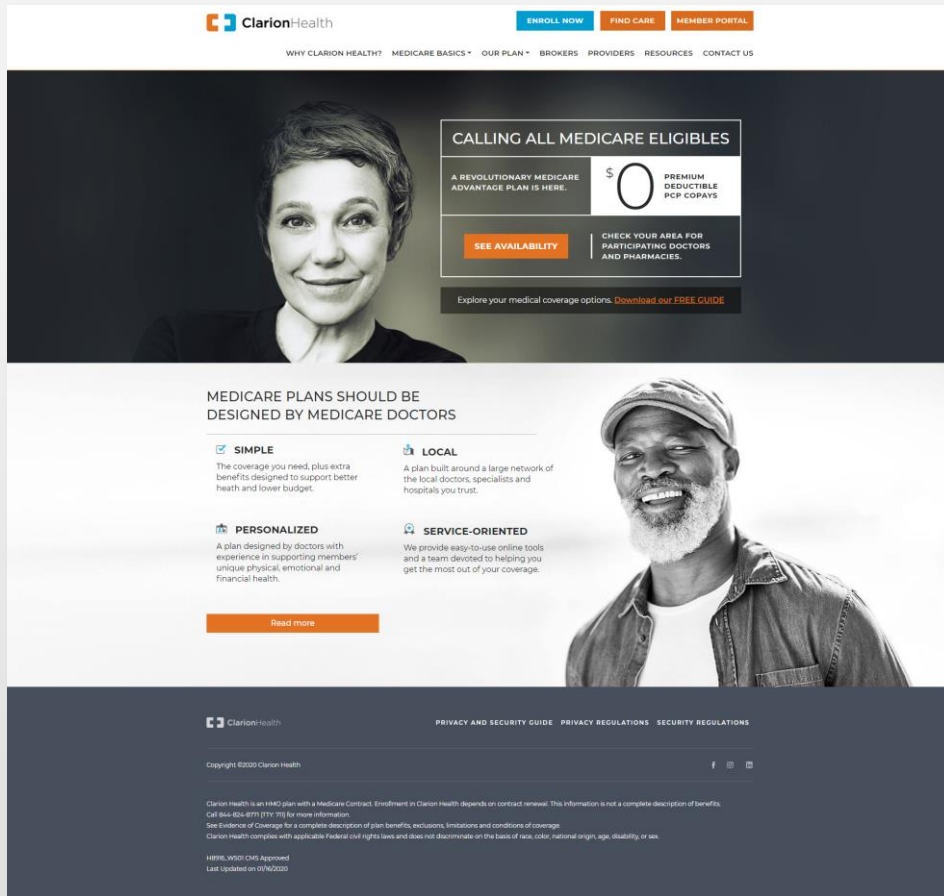 ClarionHealth
ENROLL NOW
FIND CARE
MEMBER PORTAL
WHY CLARION HEALTH? MEDICARE BASICS OUR PLAN BROKERS PROVIDERS RESOURCES CONTACT US
CALLING ALL MEDICARE ELIGIBLES
A REVOLUTIONARY MEDICARE
ADVANTAGE PLAN IS HERE.
$0
PREMIUM
DEDUCTIBLE
PCP COPAYS
SEE AVAILABILITY
CHECK YOUR AREA FOR
PARTICIPATING DOCTORS
AND PHARMACIES.
Explore your medical coverage options. Download our FREE GUIDE
MEDICARE PLANS SHOULD BE
DESIGNED BY MEDICARE DOCTORS
SIMPLE
The coverage you need, plus extra
benefits designed to support better
heath and lower budget.
LOCAL
A plan built around a large network of
the local doctors, specialists and
hospitals you trust.
PERSONALIZED
A plan designed by doctors with
experience in supporting members'
unique physical, emotional and
financial health.
SERVICE-ORIENTED
We provide easy-to-use online tools
and a team devoted to helping you
get the most out of your coverage.
Read more
ClarionHealth
PRIVACY AND SECURITY GUIDE PRIVACY REGULATIONS SECURITY REGULATIONS
Copyright ©2020 Clarion Health
Clarion Health is an HMO plan with a Medicare Contract. Enrollment in Clarion Health depends on contract renewal. This information is not a complete description of benefits.
Call 844-824-8771 (TTY: 711) for more information.
See Evidence of Coverage for a complete description of plan benefits, exclusions, limitations and conditions of coverage.
Clarion Health complies with applicable Federal civil rights laws and does not discriminate on the basis of race, color, national origin, age, disability, or sex.
H8916_WS01 CMS Approved
Last Updated on 01/16/2020